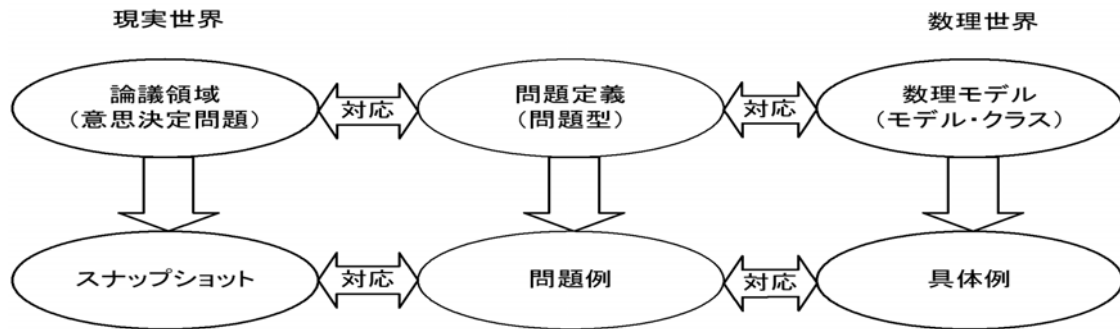 現実世界
数理世界
論議領域
(意思決定問題)
対応
問題定義
(問題型)
対応
数理モデル
(モデル・クラス)
スナップショット
対応
問題例
対応
具体例